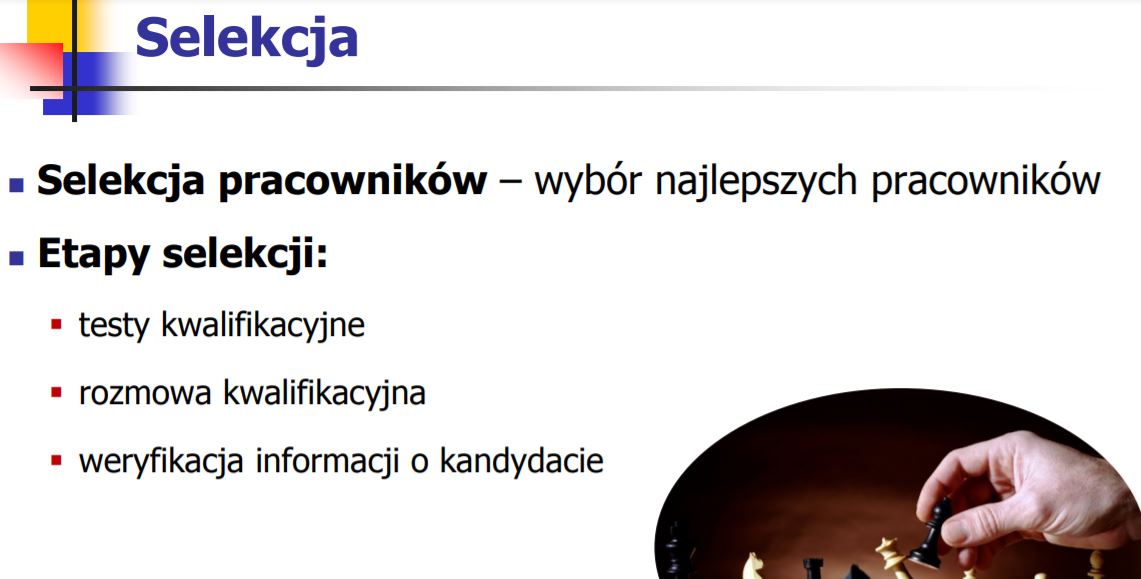 Selekcja
Selekcja pracowników – wybór najlepszych pracowników
Etapy selekcji:
testy kwalifikacyjne
rozmowa kwalifikacyjna
weryfikacja informacji o kandydacie